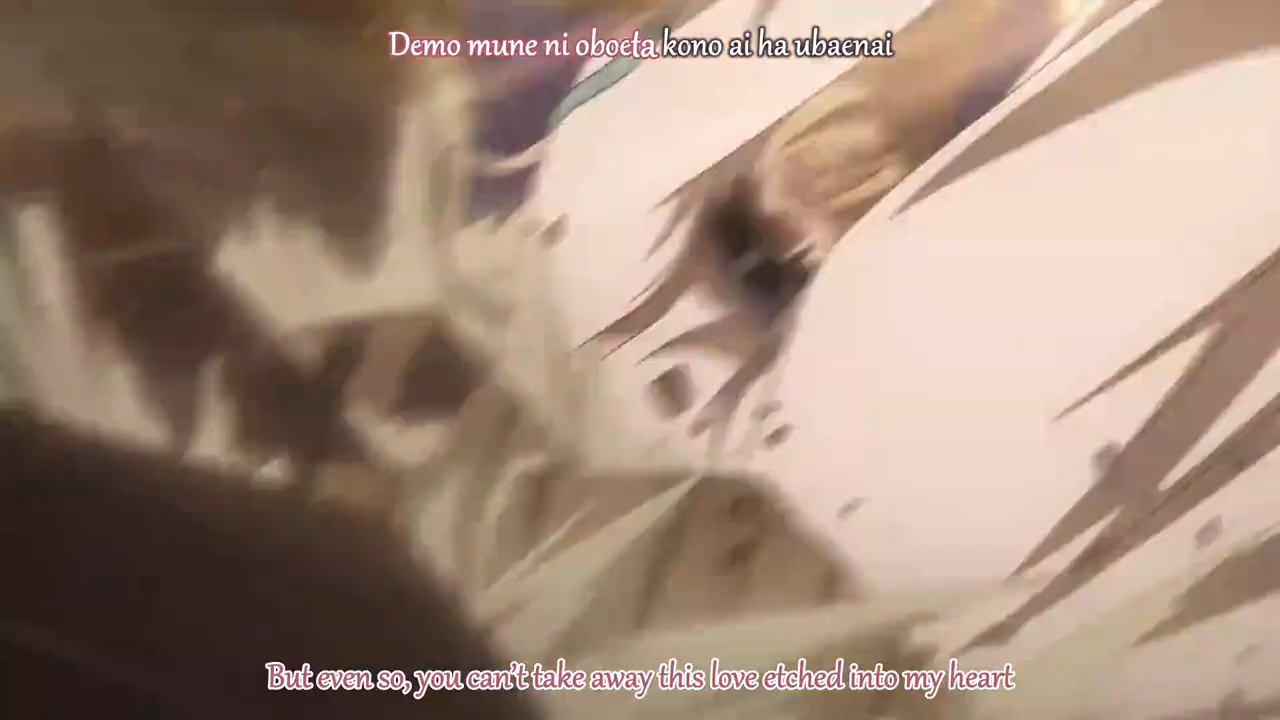 Demo mune ni oboeta kono ai ha ubaenai
But even so, you can't take away this love etched into my heart